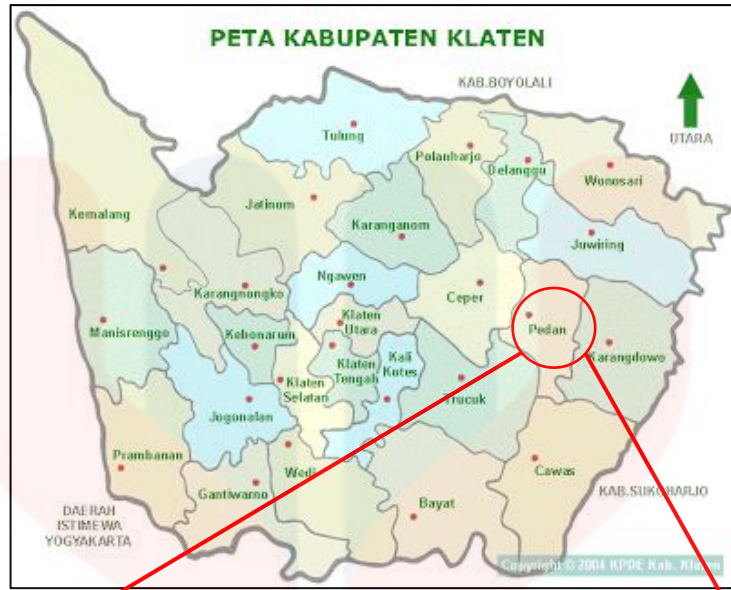 PETA KABUPATEN KLATEN
KAB.BOYOLALI
UTARA
Tulung
Polanharjo
Delanggu
Wonosari
Kemalang
Jatinom
Karanganom
Juwiring
Ngawen
Ceper
Karangnongko
Manisrenggo
Kebonarum
Klaten
Utara
Pedan
Karangdowo
Klaten
Tengah
Kali
Kotes
Klaten
Selatan
Trucuk
Jogonalan
Prambanan
Wedi
Cawas
Gantiwarno
Bayat
KAB.SUKOHARJO
DAERAH
ISTIMEWA
YOGYAKARTA
Copyright © 2004 KPDE Kab. Klaten